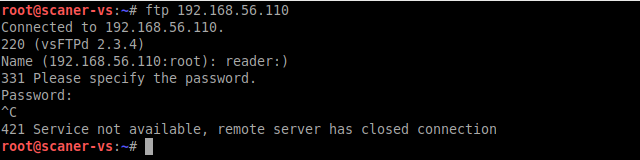 root@scaner-vs:~# ftp 192.168.56.110
Connected to 192.168.56.110.
220 (vsFTPd 2.3.4)
Name (192.168.56.110:root): reader:)
331 Please specify the password.
Password:
^C
421 Service not available, remote server has closed connection
root@scaner-vs:~#